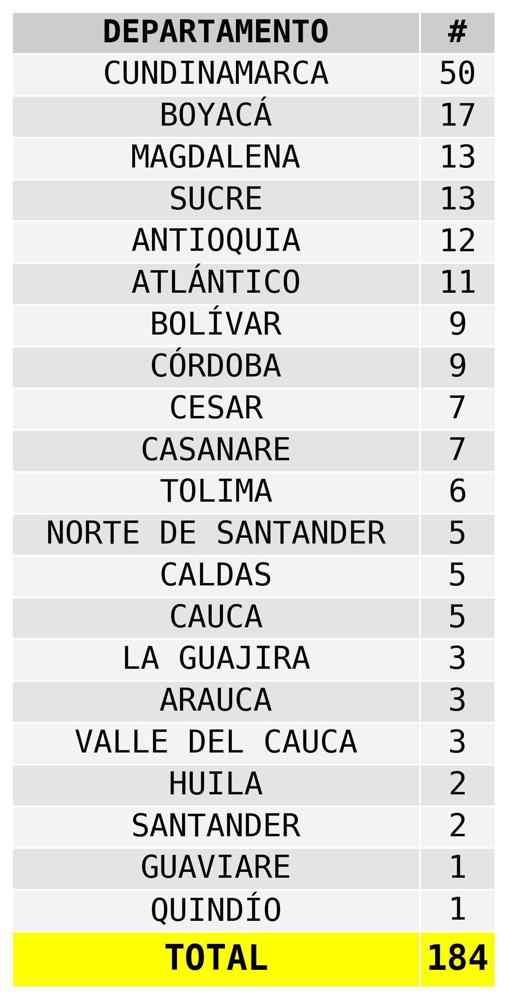 DEPARTAMENTO #
CUNDINAMARCA 50
BOYACÁ 17
MAGDALENA 13
SUCRE 13
ANTIOQUIA 12
ATLÁNTICO 11
BOLÍVAR 9
CÓRDOBA 9
CESAR 7
CASANARE 7
TOLIMA 6
NORTE DE SANTANDER 5
CALDAS 5
CAUCA 5
LA GUAJIRA 3
ARAUCA 3
VALLE DEL CAUCA 3
HUILA 2
SANTANDER 2
GUAVIARE 1
QUINDÍO 1
TOTAL 184